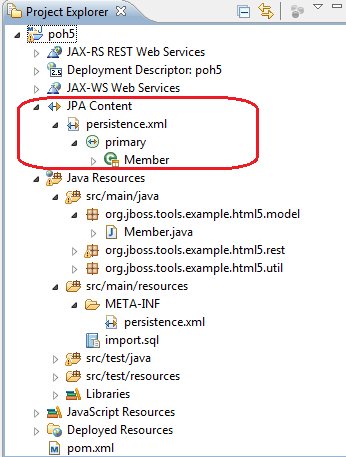 Project Explorer
poh5
JAX-RS REST Web Services
2.5 Deployment Descriptor: poh5
JAX-WS Web Services
JPA Content
persistence.xml
primary
Member
Java Resources
src/main/java
org.jboss.tools.example.html5.model
Member.java
org.jboss.tools.example.html5.rest
org.jboss.tools.example.html5.util
src/main/resources
META-INF
persistence.xml
import.sql
src/test/java
src/test/resources
Libraries
JavaScript Resources
Deployed Resources
pom.xml